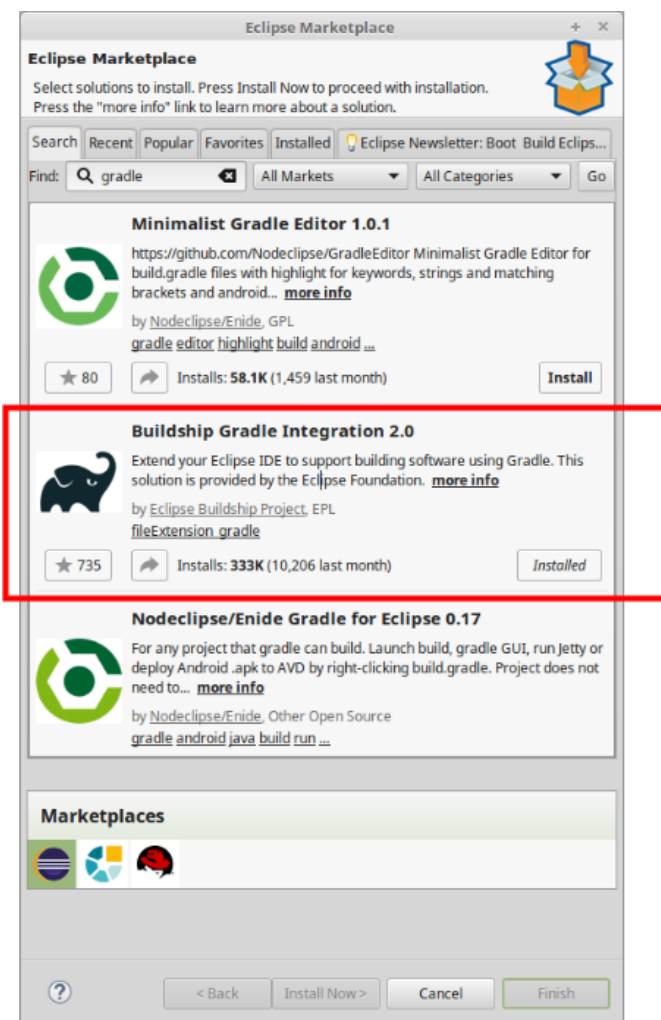 Eclipse Marketplace
Eclipse Marketplace
Select solutions to install. Press Install Now to proceed with installation.
Press the "more info" link to learn more about a solution.
Search Recent Popular Favorites Installed Eclipse Newsletter: Boot Build Eclips...
Find: gradle All Markets All Categories Go
Minimalist Gradle Editor 1.0.1
https://github.com/Nodeclipse/GradleEditor Minimalist Gradle Editor for
build.gradle files with highlight for keywords, strings and matching
brackets and android... more info
by Nodeclipse/Enide, GPL
gradle editor highlight build android ...
80 Installs: 58.1K (1,459 last month) Install
Buildship Gradle Integration 2.0
Extend your Eclipse IDE to support building software using Gradle. This
solution is provided by the Eclipse Foundation. more info
by Eclipse Buildship Project, EPL
fileExtension gradle
735 Installs: 333K (10,206 last month) Installed
Nodeclipse/Enide Gradle for Eclipse 0.17
For any project that gradle can build. Launch build, gradle GUI, run Jetty or
deploy Android .apk to AVD by right-clicking build.gradle. Project does not
need to... more info
by Nodeclipse/Enide, Other Open Source
gradle android java build run ...
Marketplaces
? < Back Install Now > Cancel Finish